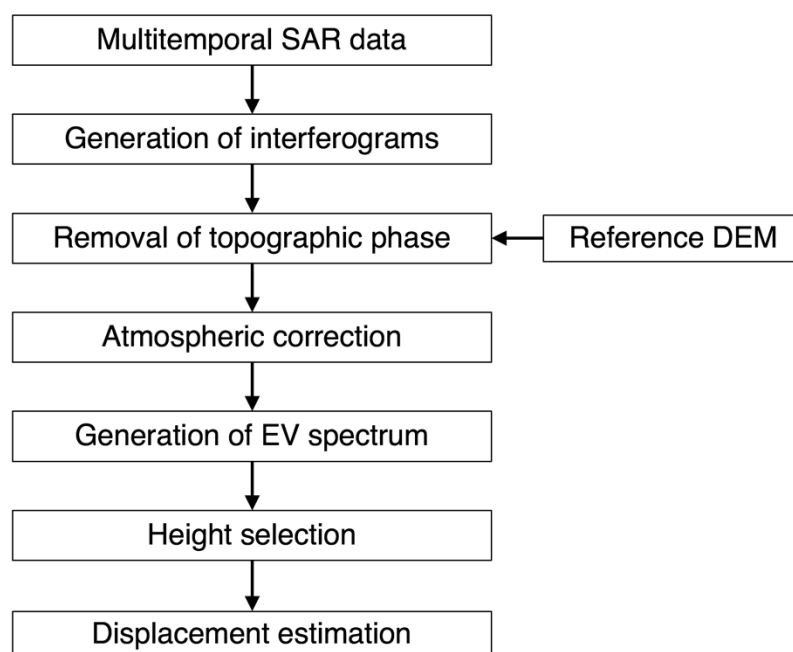 Multitemporal SAR data
Generation of interferograms
Removal of topographic phase
Reference DEM
Atmospheric correction
Generation of EV spectrum
Height selection
Displacement estimation